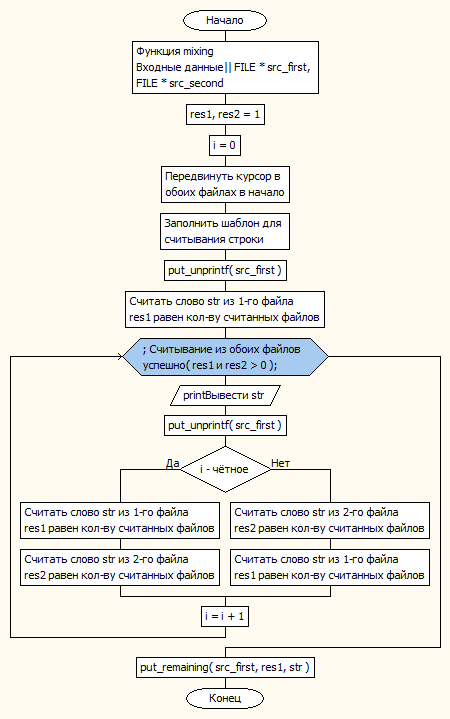 Начало
Функция mixing
Входные данные|| FILE * src_first,
FILE * src_second
res1, res2 = 1
i = 0
Передвинуть курсор в
обоих файлах в начало
Заполнить шаблон для
считывания строки
put_unprintf( src_first )
Считать слово str из 1-го файла
res1 равен кол-ву считанных файлов
; Считывание из обоих файлов
успешно( res1 и res2 > 0 );
printВывести str
put_unprintf( src_first )
Да
i - чётное
Нет
Считать слово str из 1-го файла
res1 равен кол-ву считанных файлов
Считать слово str из 2-го файла
res2 равен кол-ву считанных файлов
Считать слово str из 2-го файла
res2 равен кол-ву считанных файлов
Считать слово str из 1-го файла
res1 равен кол-ву считанных файлов
i = i + 1
put_remaining( src_first, res1, str )
Конец